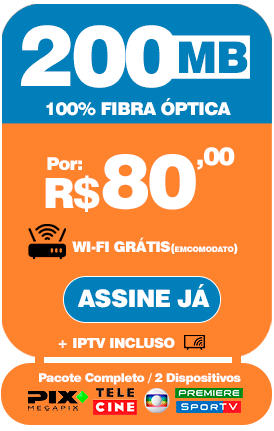 200MB
100% FIBRA ÓPTICA
Por:
R$80,00
WI-FI GRÁTIS(EMCOMODATO)
ASSINE JÁ
+ IPTV INCLUSO
Pacote Completo / 2 Dispositivos
PIX TELE PREMIERE
MEGAPIX CINE SPORTV